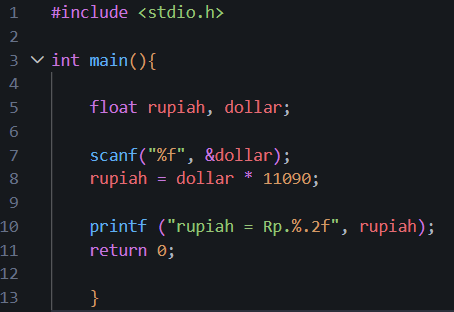 1 #include <stdio.h>
2
3 int main(){
4
5 float rupiah, dollar;
6
7 scanf("%f", &dollar);
8 rupiah = dollar * 11090;
9
10 printf ("rupiah = Rp.%.2f", rupiah);
11 return 0;
12
13 }